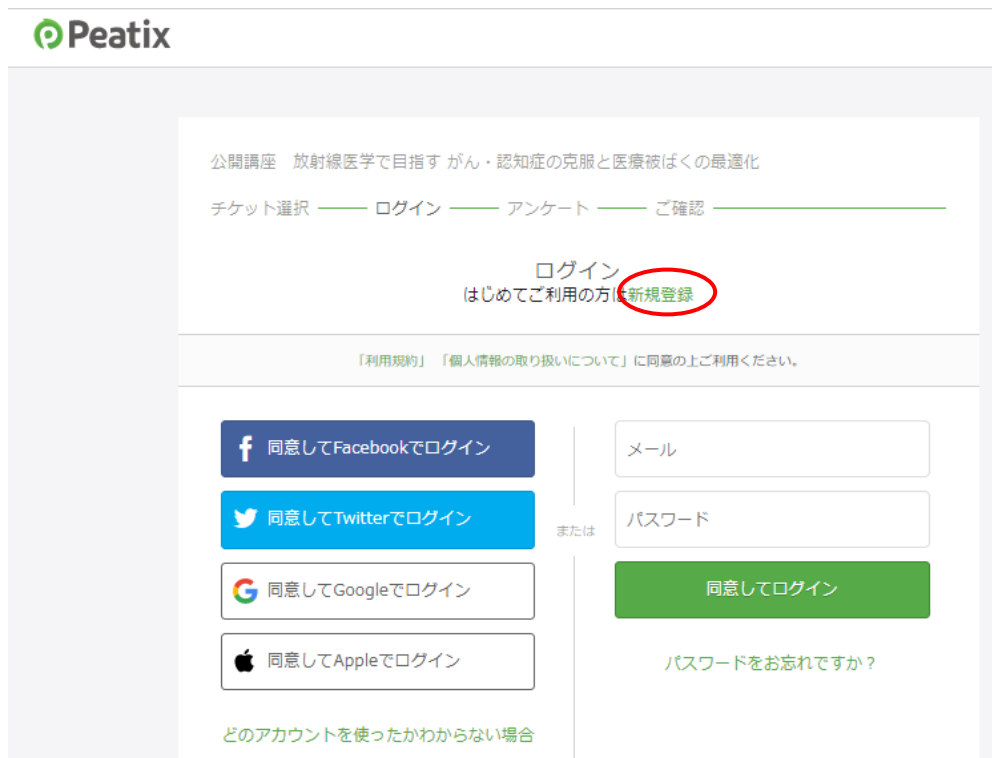 Peatix
公開講座　放射線医学で目指す がん・認知症の克服と医療被ばくの最適化
チケット選択 ログイン アンケート ご確認
ログイン
はじめてご利用の方は新規登録
「利用規約」「個人情報の取り扱いについて」に同意の上ご利用ください。
同意してFacebookでログイン
同意してTwitterでログイン
同意してGoogleでログイン
同意してAppleでログイン
どのアカウントを使ったかわからない場合
または
メール
パスワード
同意してログイン
パスワードをお忘れですか？